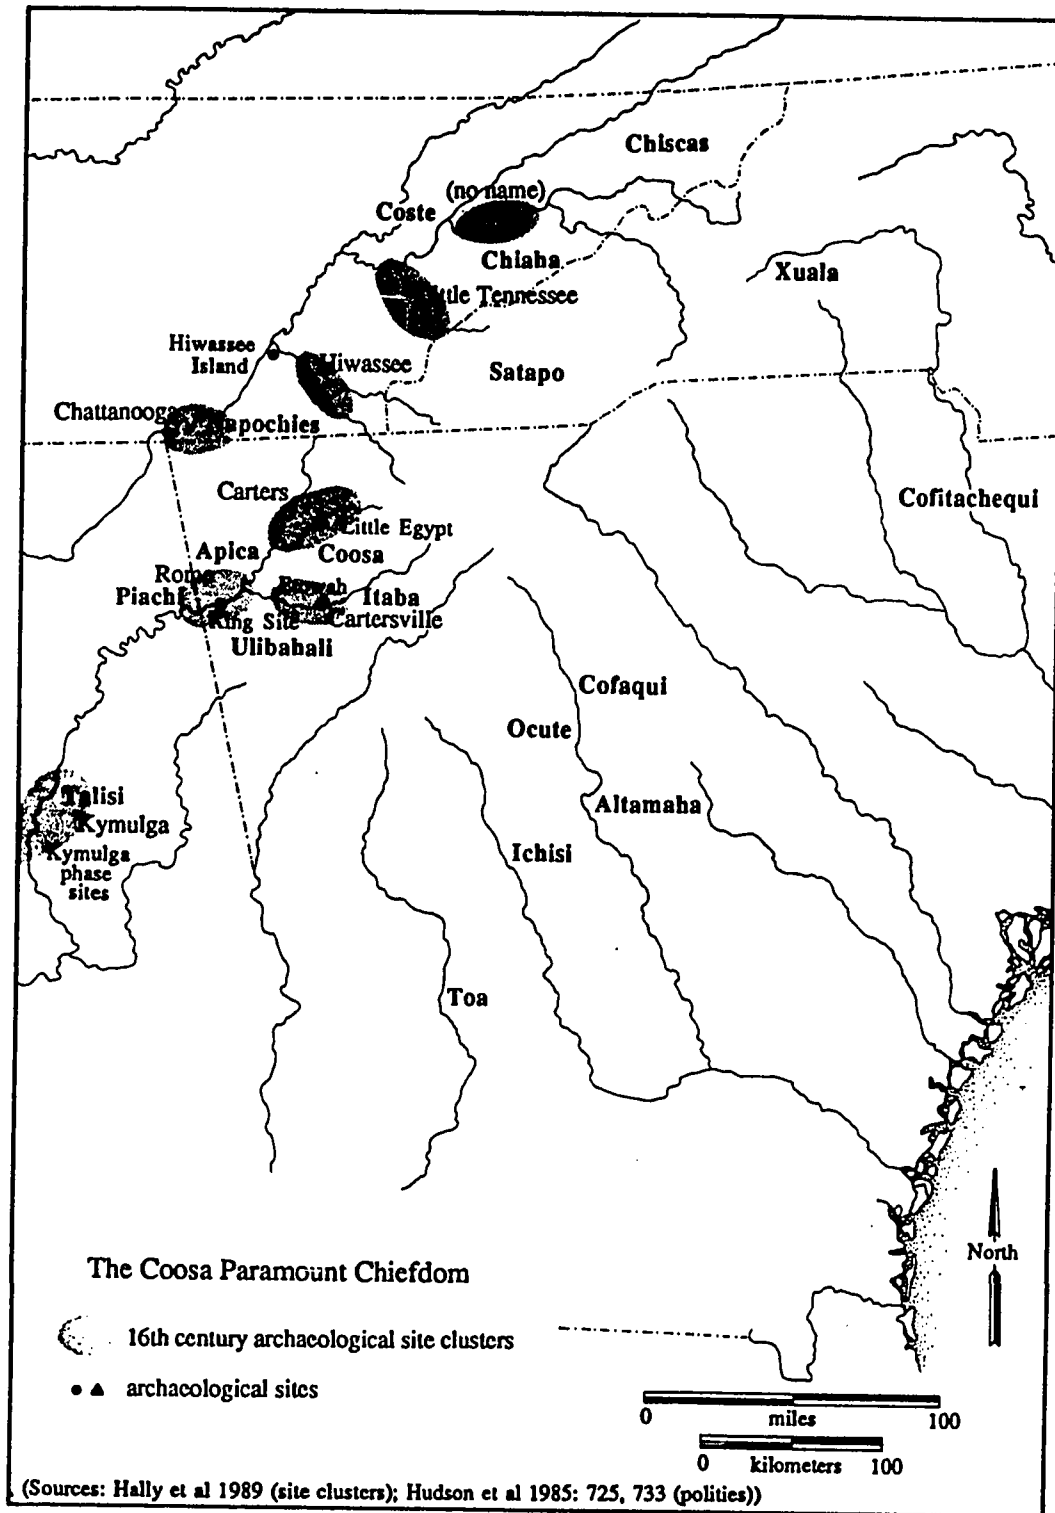 Chiscas
(no name)
Coste
Chiaha
Xuala
Little Tennessee
Hiwassee
Island
Hiwassee
Satapo
Chattanooga
Napochies
Carters
Cofitachequi
Little Egypt
Apica
Coosa
Rome
Etowah
Piachi
Itaba
King Site
Cartersville
Ulibahali
Cofaqui
Ocute
Talisi
Altamaha
Kymulga
Ichisi
Kymulga
phase
sites
Toa
North
The Coosa Paramount Chiefdom
16th century archaeological site clusters
archaeological sites
0 miles 100
0 kilometers 100
(Sources: Hally et al 1989 (site clusters); Hudson et al 1985: 725, 733 (polities))